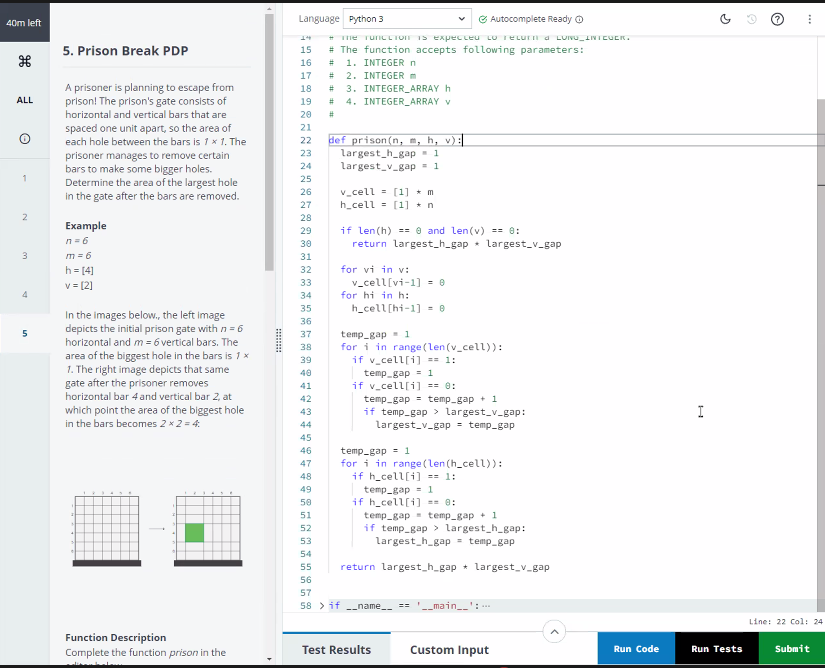 40m left
ALL
1
2
3
4
5
5. Prison Break PDP
A prisoner is planning to escape from
prison! The prison's gate consists of
horizontal and vertical bars that are
spaced one unit apart, so the area of
each hole between the bars is 1 × 1. The
prisoner manages to remove certain
bars to make some bigger holes.
Determine the area of the largest hole
in the gate after the bars are removed.
Example
n = 6
m = 6
h = [4]
v = [2]
In the images below., the left image
depicts the initial prison gate with n = 6
horizontal and m = 6 vertical bars. The
area of the biggest hole in the bars is 1 ×
1. The right image depicts that same
gate after the prisoner removes
horizontal bar 4 and vertical bar 2, at
which point the area of the biggest hole
in the bars becomes 2 × 2 = 4:
Function Description
Complete the function prison in the
editor below.
Language Python 3 Autocomplete Ready
14 # The function is expected to return a LONG_INTEGER.
15 # The function accepts following parameters:
16 #  1. INTEGER n
17 #  2. INTEGER m
18 #  3. INTEGER_ARRAY h
19 #  4. INTEGER_ARRAY v
20 #
21
22 def prison(n, m, h, v):
23   largest_h_gap = 1
24   largest_v_gap = 1
25
26   v_cell = [1] * m
27   h_cell = [1] * n
28
29   if len(h) == 0 and len(v) == 0:
30     return largest_h_gap * largest_v_gap
31
32   for vi in v:
33     v_cell[vi-1] = 0
34   for hi in h:
35     h_cell[hi-1] = 0
36
37   temp_gap = 1
38   for i in range(len(v_cell)):
39     if v_cell[i] == 1:
40       temp_gap = 1
41     if v_cell[i] == 0:
42       temp_gap = temp_gap + 1
43       if temp_gap > largest_v_gap:
44         largest_v_gap = temp_gap
45
46   temp_gap = 1
47   for i in range(len(h_cell)):
48     if h_cell[i] == 1:
49       temp_gap = 1
50     if h_cell[i] == 0:
51       temp_gap = temp_gap + 1
52       if temp_gap > largest_h_gap:
53         largest_h_gap = temp_gap
54
55   return largest_h_gap * largest_v_gap
56
57
58 > if __name__ == '__main__': ...
Line: 22 Col: 24
Test Results Custom Input Run Code Run Tests Submit